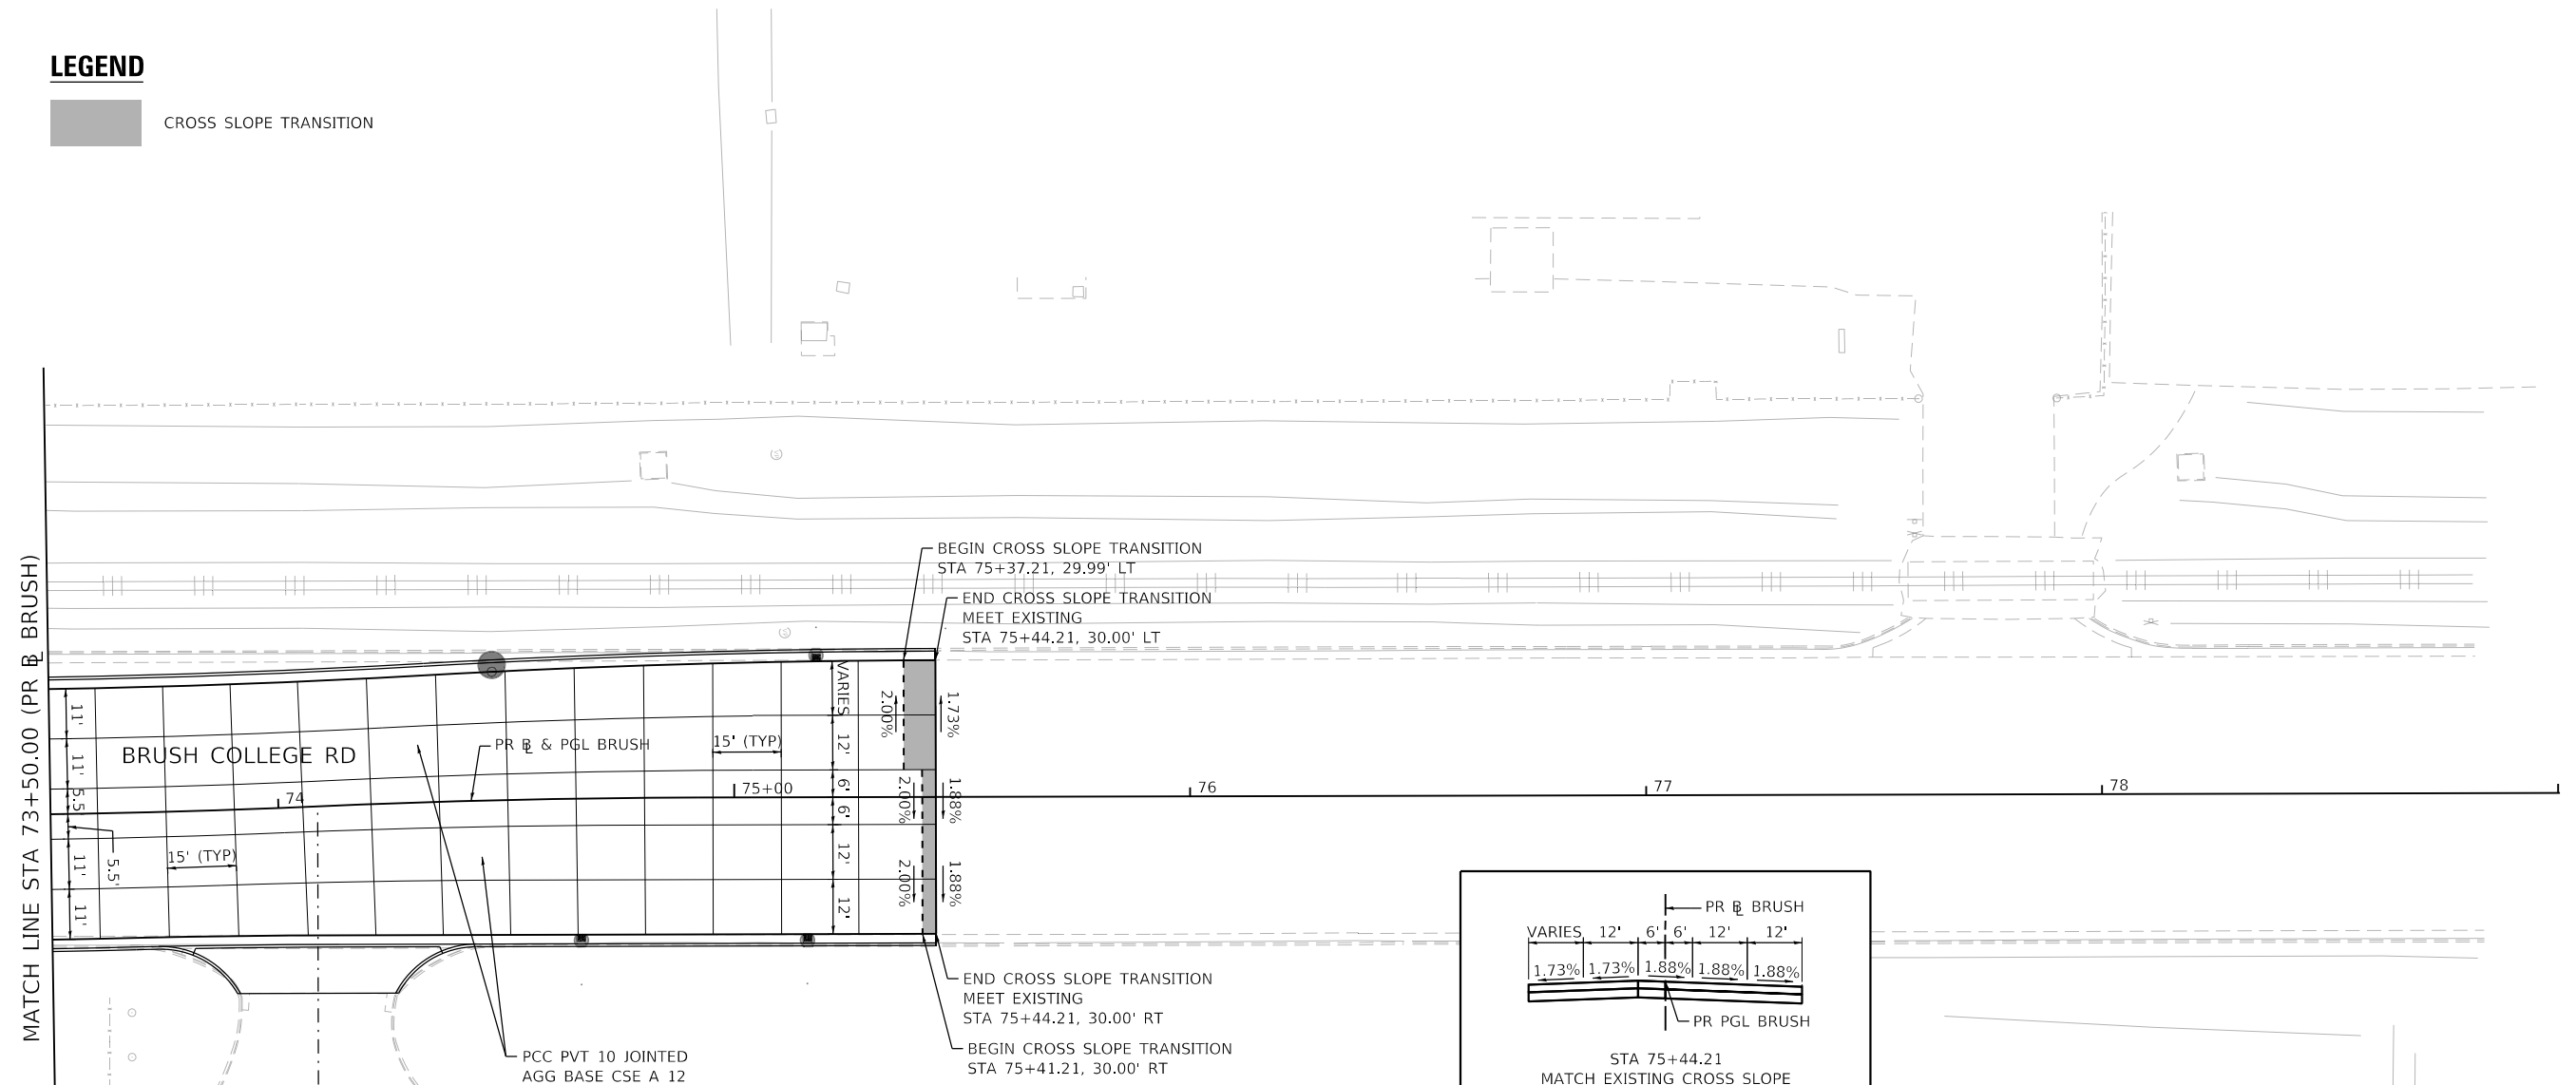 LEGEND
CROSS SLOPE TRANSITION
MATCH LINE STA 73+50.00 (PR BL BRUSH)
BEGIN CROSS SLOPE TRANSITION
STA 75+37.21, 29.99' LT
END CROSS SLOPE TRANSITION
MEET EXISTING
STA 75+44.21, 30.00' LT
11'
11'
5.5'
5.5'
11'
11'
BRUSH COLLEGE RD
PR BL & PGL BRUSH
15' (TYP)
15' (TYP)
74
75+00
76
77
78
VARIES
12'
6'
6'
12'
12'
2.00%
1.73%
2.00%
1.88%
2.00%
1.88%
END CROSS SLOPE TRANSITION
MEET EXISTING
STA 75+44.21, 30.00' RT
BEGIN CROSS SLOPE TRANSITION
STA 75+41.21, 30.00' RT
PCC PVT 10 JOINTED
AGG BASE CSE A 12
PR BL BRUSH
VARIES 12' 6' 6' 12' 12'
1.73% 1.73% 1.88% 1.88% 1.88%
PR PGL BRUSH
STA 75+44.21
MATCH EXISTING CROSS SLOPE